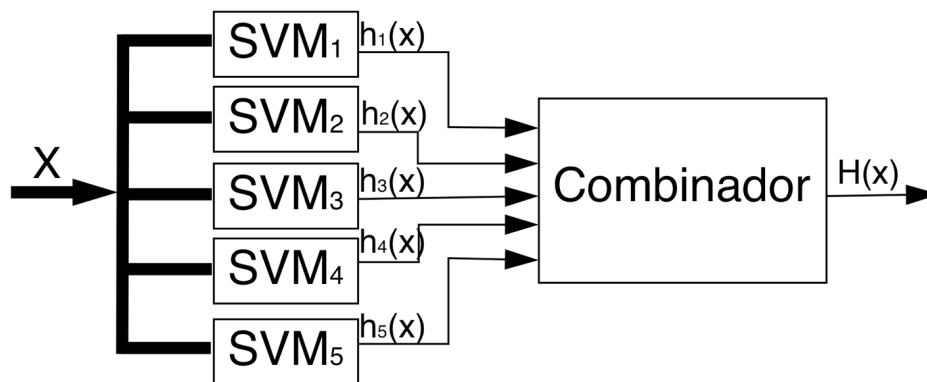 X
SVM₁
h₁(x)
SVM₂
h₂(x)
SVM₃
h₃(x)
SVM₄
h₄(x)
SVM₅
h₅(x)
Combinador
H(x)